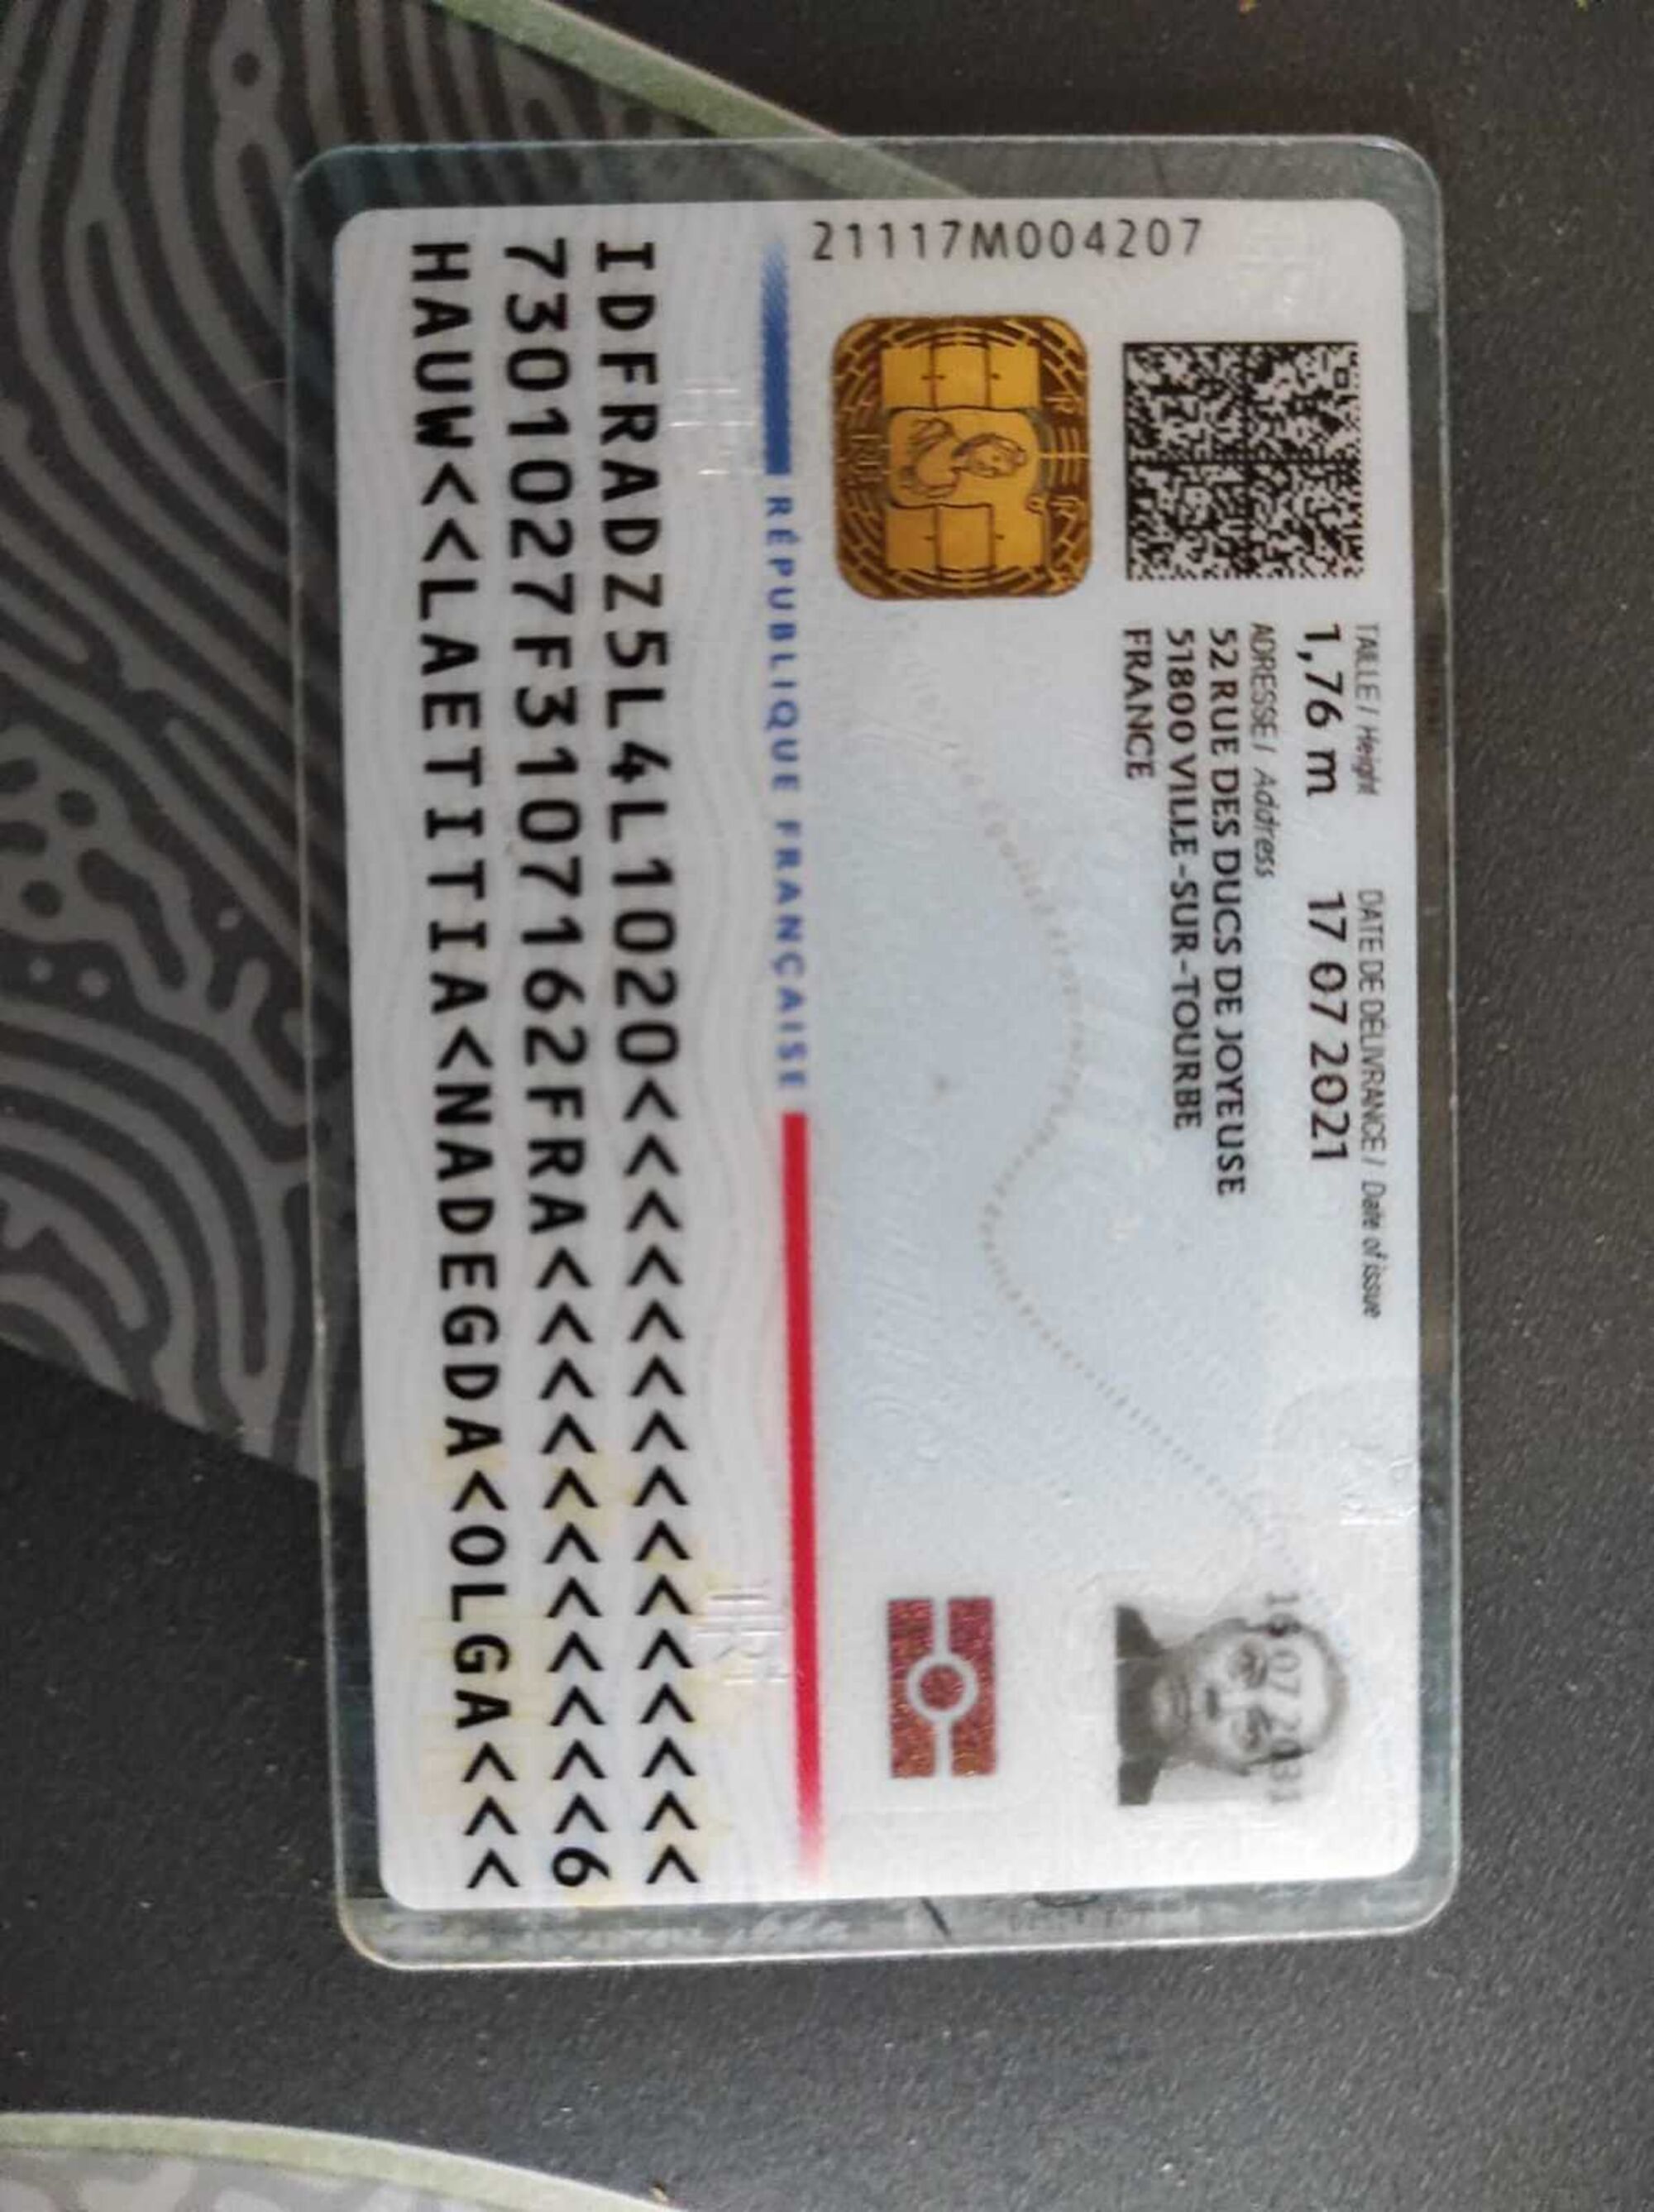 TAILLE / Height
1,76 m
DATE DE DÉLIVRANCE / Date of issue
17 07 2021
ADRESSE / Address
52 RUE DES DUCS DE JOYEUSE
51800 VILLE-SUR-TOURBE
FRANCE
21117M004207
RÉPUBLIQUE FRANÇAISE
IDFRADZ5L4L1020<<<<<<<<<<<<<<<
7301027F3107162FRA<<<<<<<<<<<6
HAUW<<LAETITIA<NADEGDA<OLGA<<<